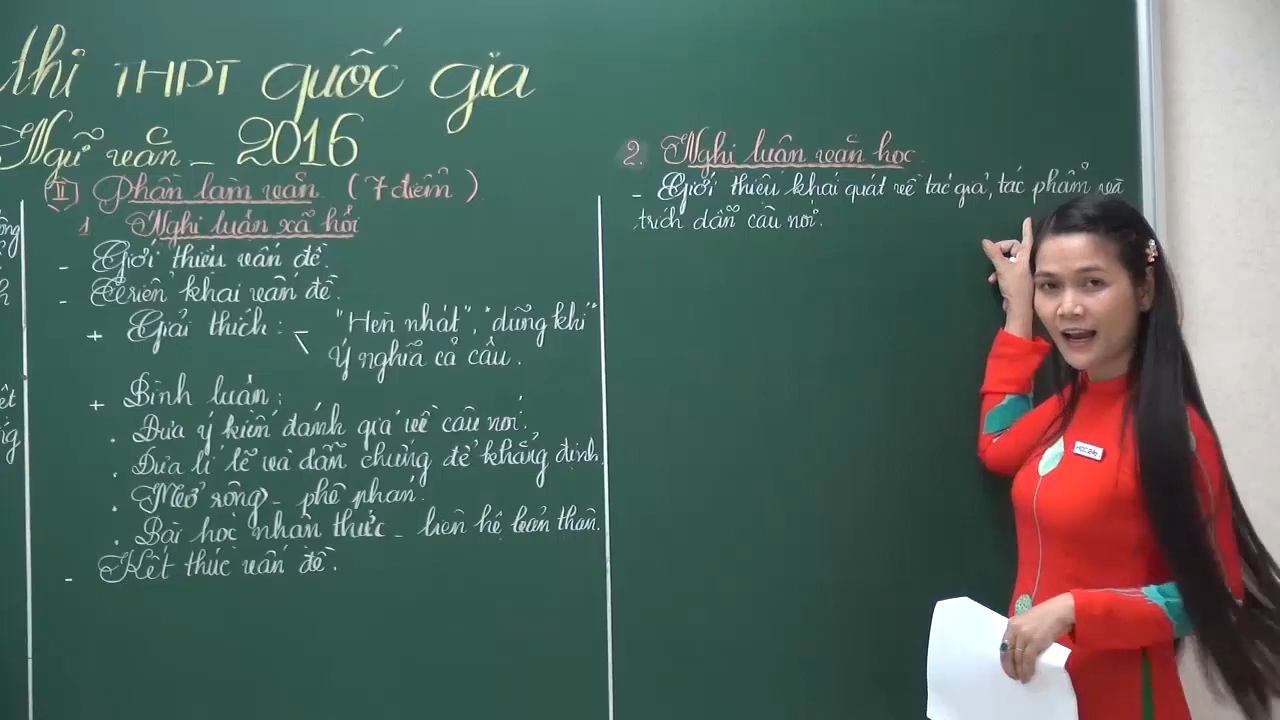 thi THPT quốc gia
Ngữ văn - 2016
II Phần làm văn (7 điểm)
1 Nghị luận xã hội
- Giới thiệu vấn đề.
- Triển khai vấn đề.
+ Giải thích: - "Hèn nhát", "dũng khí"
\ Ý nghĩa cả câu.
+ Bình luận:
. Đưa ý kiến đánh giá về câu nói.
. Đưa lí lẽ và dẫn chứng để khẳng định.
. Mở rộng - phê phán.
. Bài học nhận thức - liên hệ bản thân.
- Kết thúc vấn đề.
2. Nghị luận văn học
- Giới thiệu khái quát về tác giả, tác phẩm và
trích dẫn câu nói.